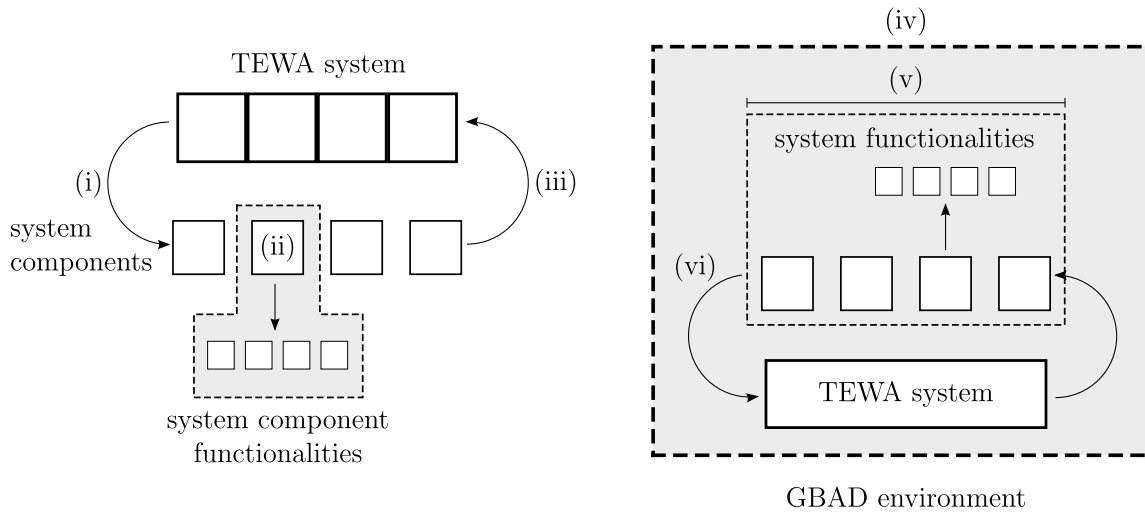 TEWA system
(i)
(iii)
system
components
(ii)
system component
functionalities
(iv)
(v)
system functionalities
(vi)
TEWA system
GBAD environment